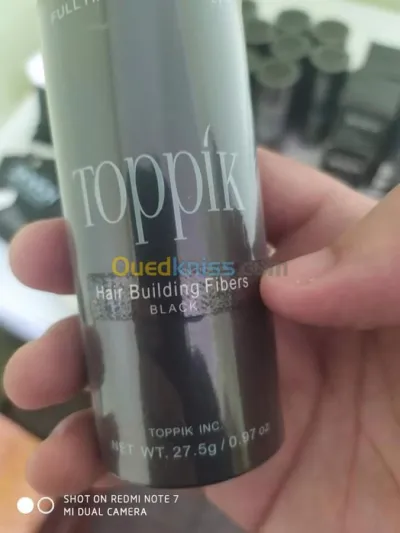 TOPPiK
Ouedkniss.com
Hair Building Fibers
BLACK
TOPPIK INC.
NET WT. 27.5g / 0.97 oz
SHOT ON REDMI NOTE 7
MI DUAL CAMERA